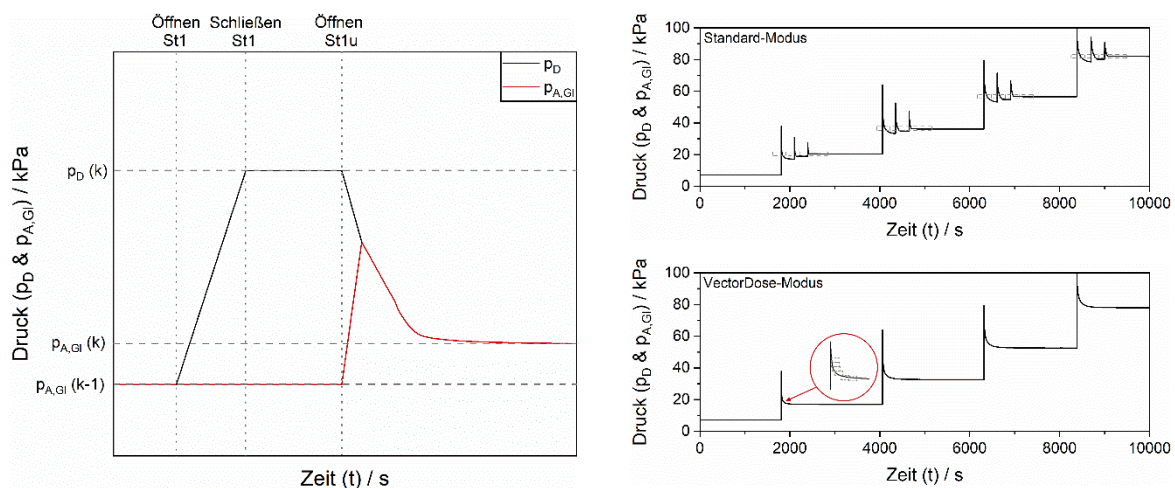 Öffnen Schließen Öffnen
St1 St1 St1u
p_D
p_A,Gl
p_D (k)
p_A,Gl (k)
p_A,Gl (k-1)
Druck (p_D & p_A,Gl) / kPa
Zeit (t) / s
Standard-Modus
100
80
60
40
20
0
0 2000 4000 6000 8000 10000
Druck (p_D & p_A,Gl) / kPa
Zeit (t) / s
VectorDose-Modus
100
80
60
40
20
0
0 2000 4000 6000 8000 10000
Druck (p_D & p_A,Gl) / kPa
Zeit (t) / s